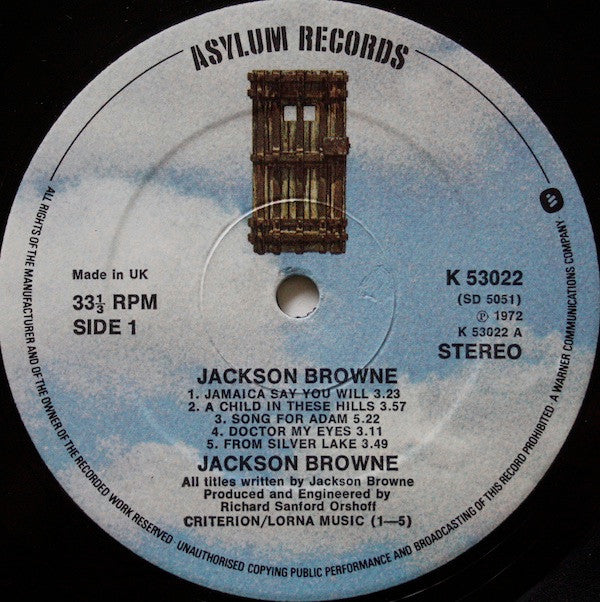 ASYLUM RECORDS
Made in UK
33⅓ RPM
SIDE 1
K 53022
(SD 5051)
℗ 1972
K 53022 A
STEREO
JACKSON BROWNE
1. JAMAICA SAY YOU WILL 3.23
2. A CHILD IN THESE HILLS 3.57
3. SONG FOR ADAM 5.22
4. DOCTOR MY EYES 3.11
5. FROM SILVER LAKE 3.49
JACKSON BROWNE
All titles written by Jackson Browne
Produced and Engineered by
Richard Sanford Orshoff
CRITERION/LORNA MUSIC (1—5)
ALL RIGHTS OF THE MANUFACTURER AND OF THE OWNER OF THE RECORDED WORK RESERVED UNAUTHORISED COPYING PUBLIC PERFORMANCE AND BROADCASTING OF THIS RECORD PROHIBITED · A WARNER COMMUNICATIONS COMPANY